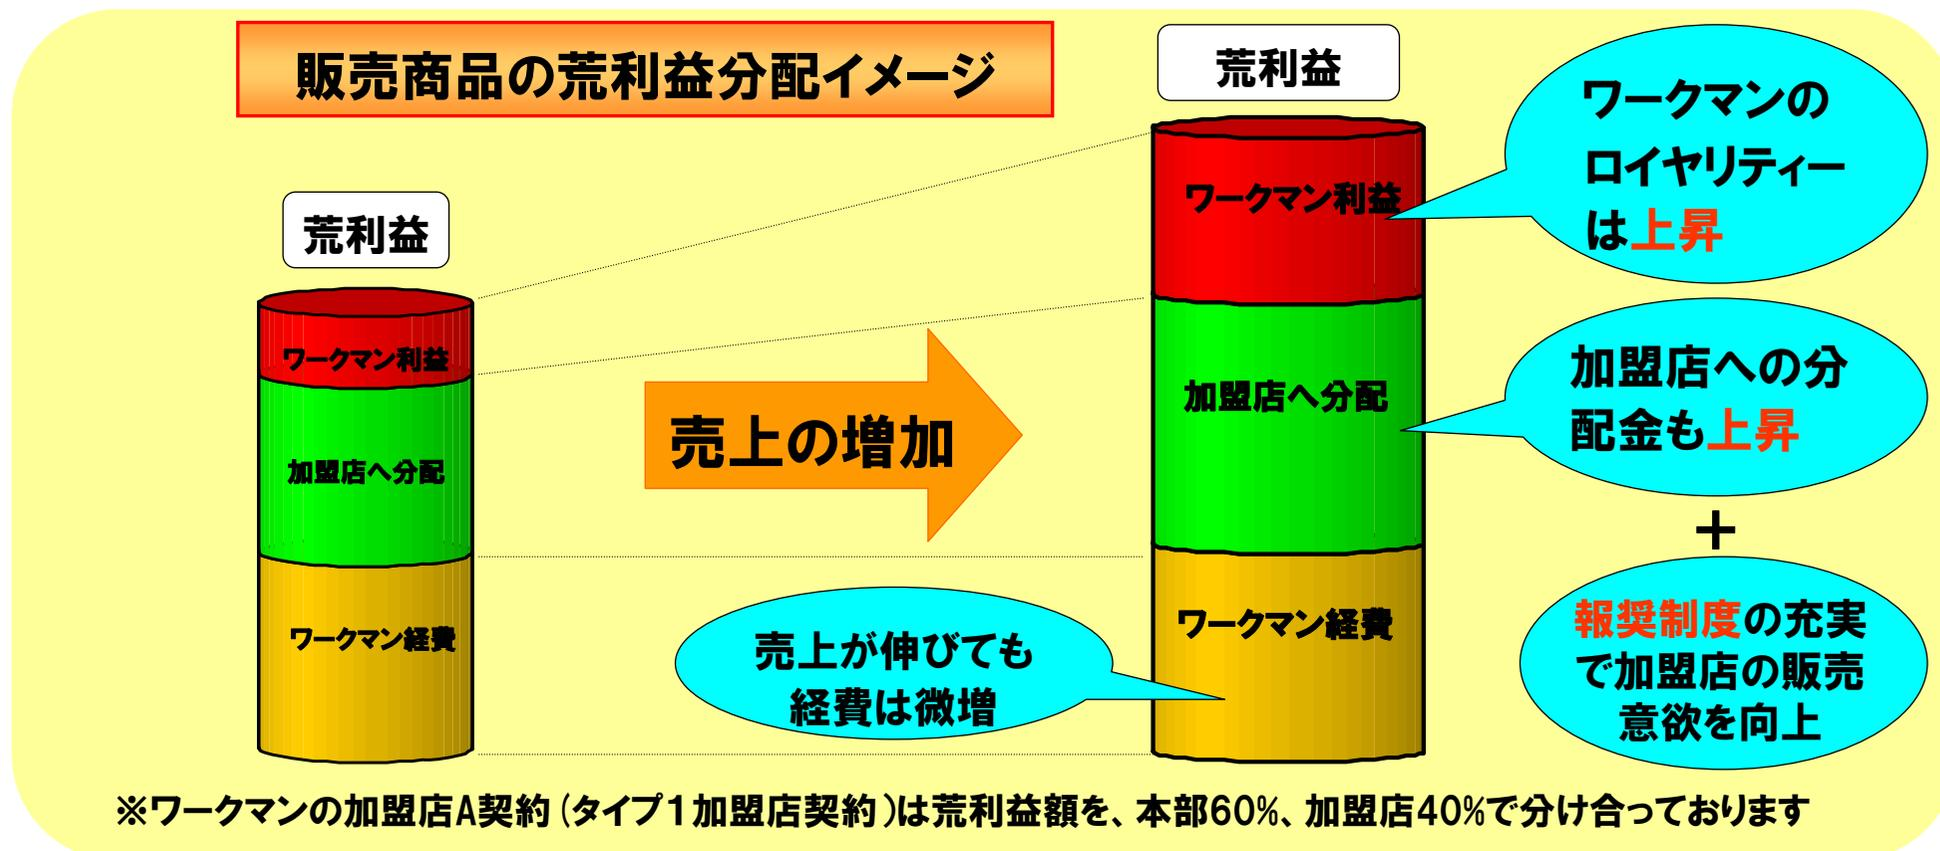 販売商品の荒利益分配イメージ
荒利益
ワークマン利益
加盟店へ分配
ワークマン経費
売上の増加
荒利益
ワークマン利益
加盟店へ分配
ワークマン経費
売上が伸びても
経費は微増
ワークマンの
ロイヤリティー
は上昇
加盟店への分
配金も上昇
＋
報奨制度の充実
で加盟店の販売
意欲を向上
※ワークマンの加盟店A契約（タイプ１加盟店契約）は荒利益額を、本部60%、加盟店40%で分け合っております